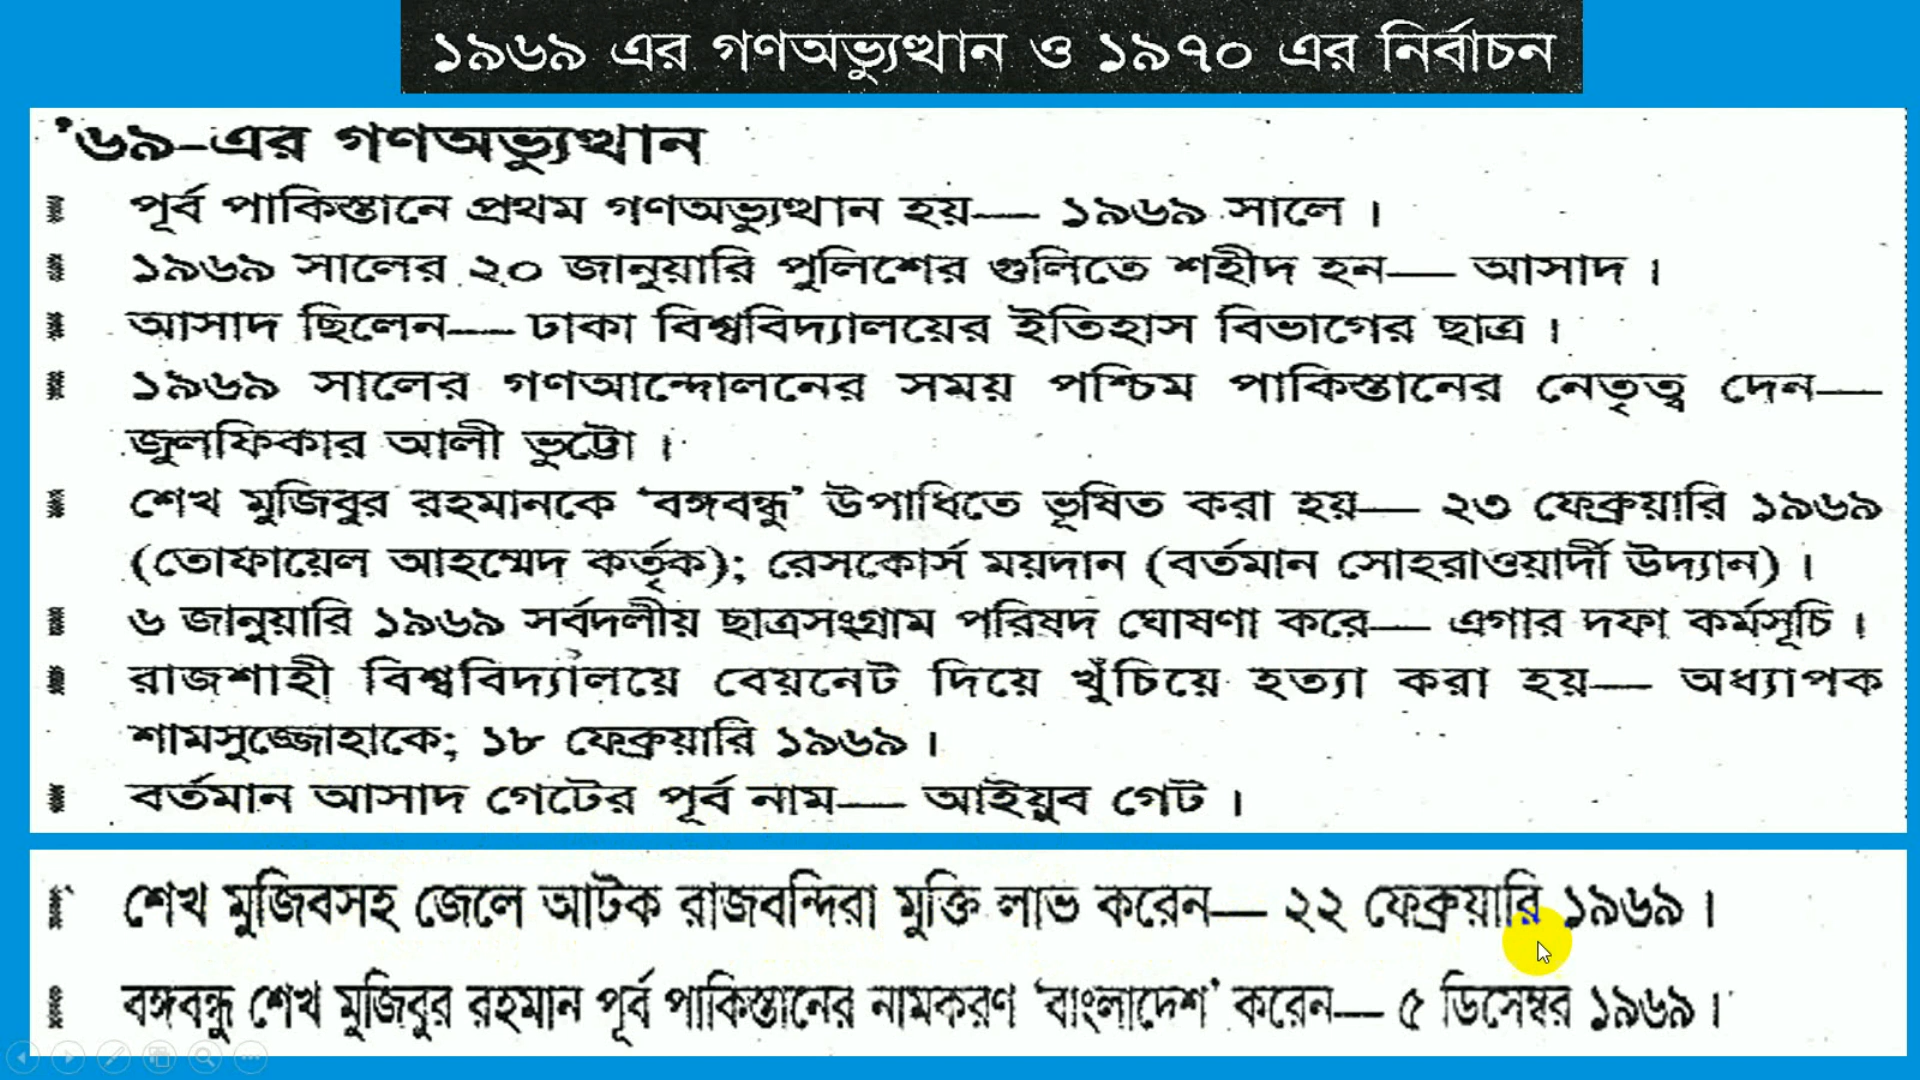 ১৯৬৯ এর গণঅভ্যুত্থান ও ১৯৭০ এর নির্বাচন
’৬৯-এর গণঅভ্যুত্থান
পূর্ব পাকিস্তানে প্রথম গণঅভ্যুত্থান হয়— ১৯৬৯ সালে।
১৯৬৯ সালের ২০ জানুয়ারি পুলিশের গুলিতে শহীদ হন— আসাদ।
আসাদ ছিলেন— ঢাকা বিশ্ববিদ্যালয়ের ইতিহাস বিভাগের ছাত্র।
১৯৬৯ সালের গণআন্দোলনের সময় পশ্চিম পাকিস্তানের নেতৃত্ব দেন—
জুলফিকার আলী ভুট্টো।
শেখ মুজিবুর রহমানকে ‘বঙ্গবন্ধু’ উপাধিতে ভূষিত করা হয়— ২৩ ফেব্রুয়ারি ১৯৬৯
(তোফায়েল আহম্মেদ কর্তৃক); রেসকোর্স ময়দান (বর্তমান সোহরাওয়ার্দী উদ্যান)।
৬ জানুয়ারি ১৯৬৯ সর্বদলীয় ছাত্রসংগ্রাম পরিষদ ঘোষণা করে— এগার দফা কর্মসূচি।
রাজশাহী বিশ্ববিদ্যালয়ে বেয়নেট দিয়ে খুঁচিয়ে হত্যা করা হয়— অধ্যাপক
শামসুজ্জোহাকে; ১৮ ফেব্রুয়ারি ১৯৬৯।
বর্তমান আসাদ গেটের পূর্ব নাম— আইয়ুব গেট।
শেখ মুজিবসহ জেলে আটক রাজবন্দিরা মুক্তি লাভ করেন— ২২ ফেব্রুয়ারি ১৯৬৯।
বঙ্গবন্ধু শেখ মুজিবুর রহমান পূর্ব পাকিস্তানের নামকরণ ‘বাংলাদেশ’ করেন— ৫ ডিসেম্বর ১৯৬৯।